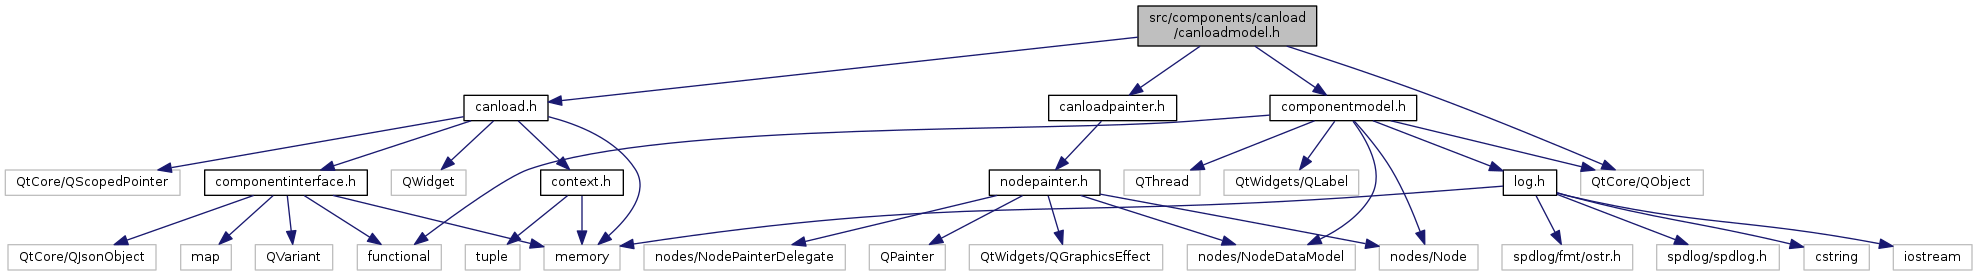 src/components/canload
/canloadmodel.h
canload.h
canloadpainter.h
componentmodel.h
QtCore/QScopedPointer
componentinterface.h
QWidget
context.h
nodepainter.h
QThread
QtWidgets/QLabel
log.h
QtCore/QObject
QtCore/QJsonObject
map
QVariant
functional
tuple
memory
nodes/NodePainterDelegate
QPainter
QtWidgets/QGraphicsEffect
nodes/NodeDataModel
nodes/Node
spdlog/fmt/ostr.h
spdlog/spdlog.h
cstring
iostream